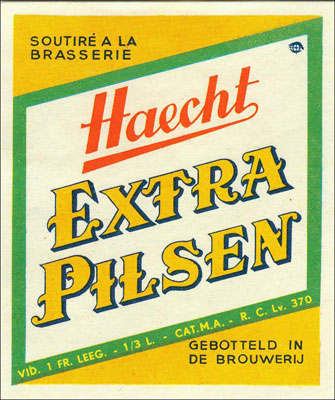 SOUTIRÉ A LA
BRASSERIE
Haecht
EXTRA
PILSEN
VID. 1 FR. LEEG. - 1/3 L. - CAT.M.A. - R. C. Lv. 370
GEBOTTELD IN
DE BROUWERIJ